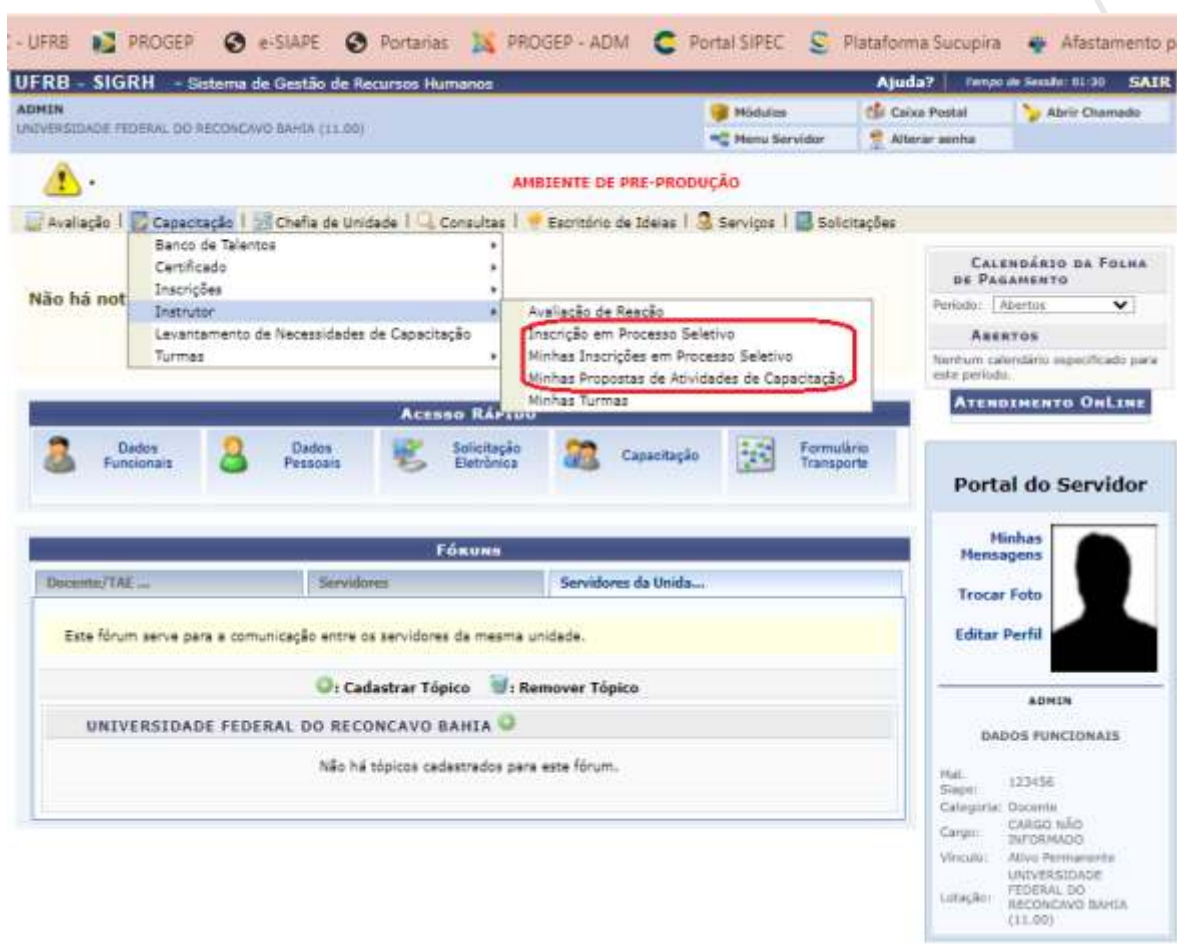 - UFRB PROGEP e-SIAPE Portarias PROGEP - ADM Portal SIPEC Plataforma Sucupira Afastamento p
UFRB - SIGRH - Sistema de Gestão de Recursos Humanos Ajuda? Tempo de Sessão: 01:30 SAIR
ADMIN
UNIVERSIDADE FEDERAL DO RECONCAVO BAHIA (11.00)
Módulos Caixa Postal Abrir Chamado
Menu Servidor Alterar senha
AMBIENTE DE PRE-PRODUÇÃO
Avaliação Capacitação Chefia de Unidade Consultas Escritório de Ideias Serviços Solicitações
Banco de Talentos
Certificado
Inscrições
Instrutor
Levantamento de Necessidades de Capacitação
Turmas
Avaliação de Reação
Inscrição em Processo Seletivo
Minhas Inscrições em Processo Seletivo
Minhas Propostas de Atividades de Capacitação
Minhas Turmas
Não há not
CALENDÁRIO DA FOLHA
DE PAGAMENTO
Período: Abertos
ABERTOS
Nenhum calendário especificado para
este período.
ATENDIMENTO ONLINE
ACESSO RÁPIDO
Dados
Funcionais
Dados
Pessoais
Solicitação
Eletrônica
Capacitação
Formulário
Transporte
FÓRUNS
Docente/TAE ... Servidores Servidores da Unida...
Este fórum serve para a comunicação entre os servidores da mesma unidade.
: Cadastrar Tópico : Remover Tópico
UNIVERSIDADE FEDERAL DO RECONCAVO BAHIA
Não há tópicos cadastrados para este fórum.
Portal do Servidor
Minhas
Mensagens
Trocar Foto
Editar Perfil
ADMIN
DADOS FUNCIONAIS
Mat.
Siape: 123456
Categoria: Docente
Cargo: CARGO NÃO
INFORMADO
Vínculo: Ativo Permanente
Lotação: UNIVERSIDADE
FEDERAL DO
RECONCAVO BAHIA
(11.00)